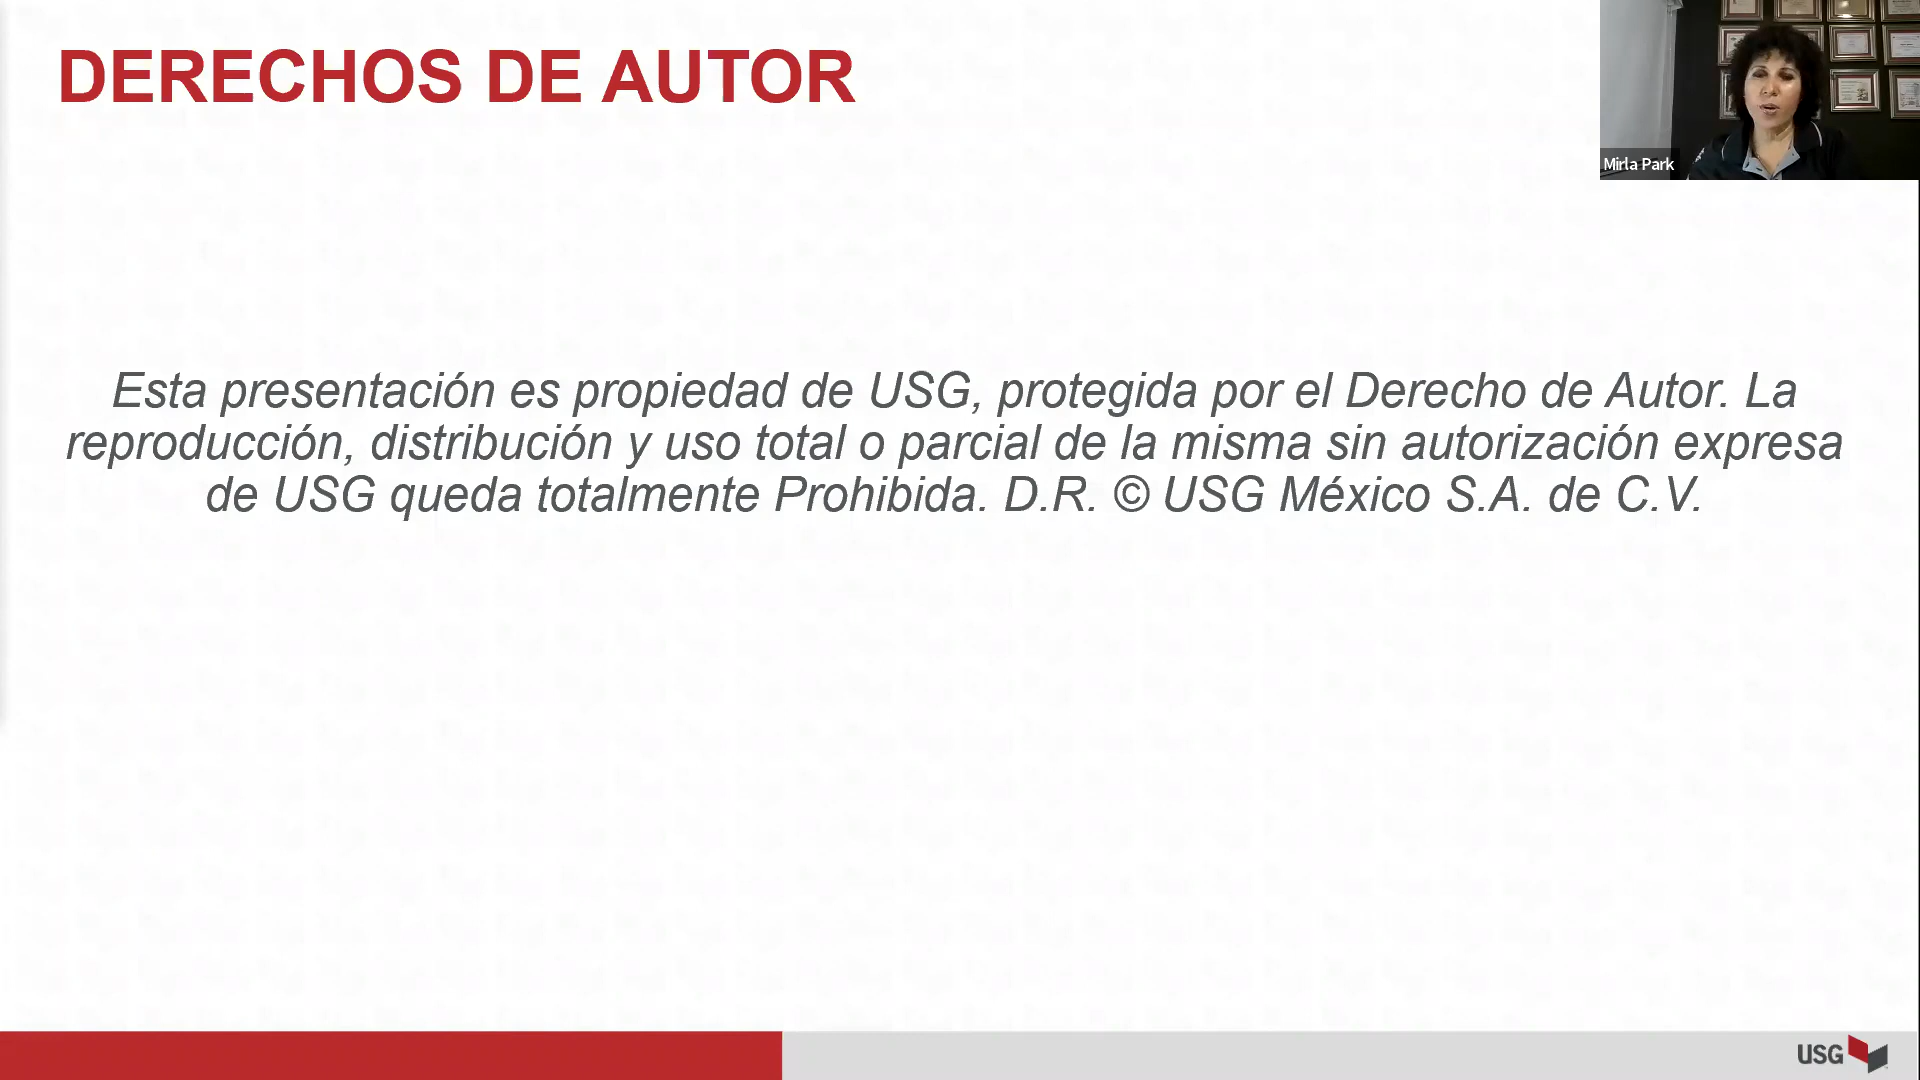 DERECHOS DE AUTOR
Mirla Park
Esta presentación es propiedad de USG, protegida por el Derecho de Autor. La
reproducción, distribución y uso total o parcial de la misma sin autorización expresa
de USG queda totalmente Prohibida. D.R. © USG México S.A. de C.V.
USG